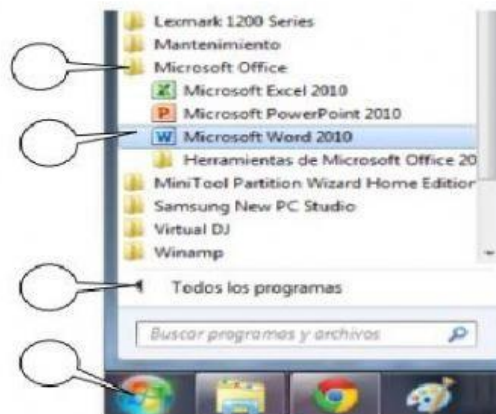 Lexmark 1200 Series
Mantenimiento
Microsoft Office
Microsoft Excel 2010
Microsoft PowerPoint 2010
Microsoft Word 2010
Herramientas de Microsoft Office 20
MiniTool Partition Wizard Home Edition
Samsung New PC Studio
Virtual DJ
Winamp
Todos los programas
Buscar programas y archivos